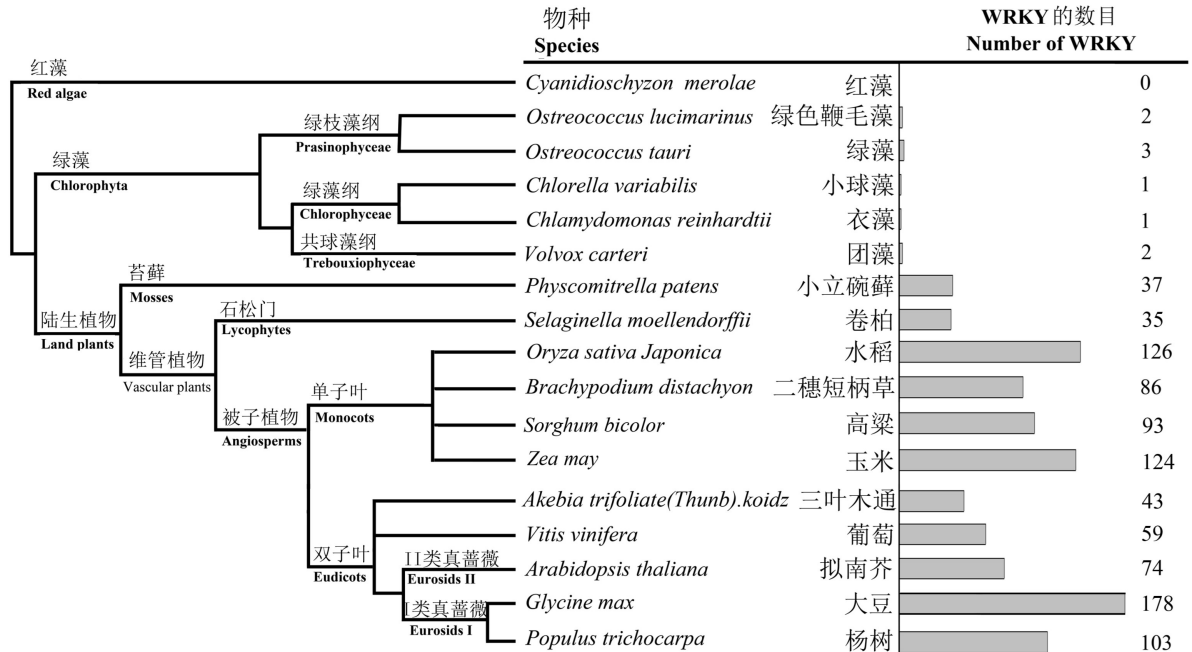 物种
Species
WRKY 的数目
Number of WRKY
红藻
Red algae
Cyanidioschyzon merolae 红藻 0
绿枝藻纲
Prasinophyceae
Ostreococcus lucimarinus 绿色鞭毛藻 2
Ostreococcus tauri 绿藻 3
绿藻
Chlorophyta
绿藻纲
Chlorophyceae
Chlorella variabilis 小球藻 1
Chlamydomonas reinhardtii 衣藻 1
共球藻纲
Trebouxiophyceae
Volvox carteri 团藻 2
苔藓
Mosses
Physcomitrella patens 小立碗藓 37
陆生植物
Land plants
石松门
Lycophytes
Selaginella moellendorffii 卷柏 35
维管植物
Vascular plants
Oryza sativa Japonica 水稻 126
单子叶
Monocots
Brachypodium distachyon 二穗短柄草 86
被子植物
Angiosperms
Sorghum bicolor 高粱 93
Zea may 玉米 124
Akebia trifoliate(Thunb).koidz 三叶木通 43
Vitis vinifera 葡萄 59
双子叶
Eudicots
II类真蔷薇
Eurosids II
Arabidopsis thaliana 拟南芥 74
I类真蔷薇
Eurosids I
Glycine max 大豆 178
Populus trichocarpa 杨树 103